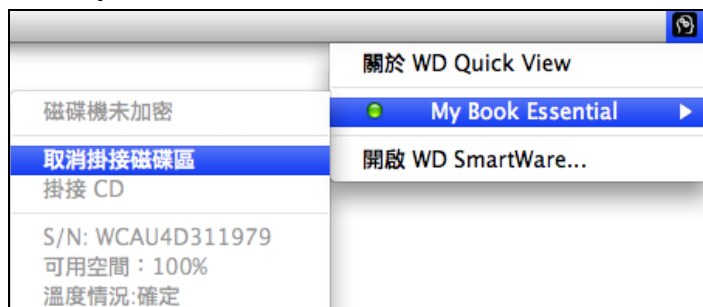 關於 WD Quick View
My Book Essential
開啟 WD SmartWare...
磁碟機未加密
取消掛接磁碟區
掛接 CD
S/N: WCAU4D311979
可用空間：100%
溫度情況:確定